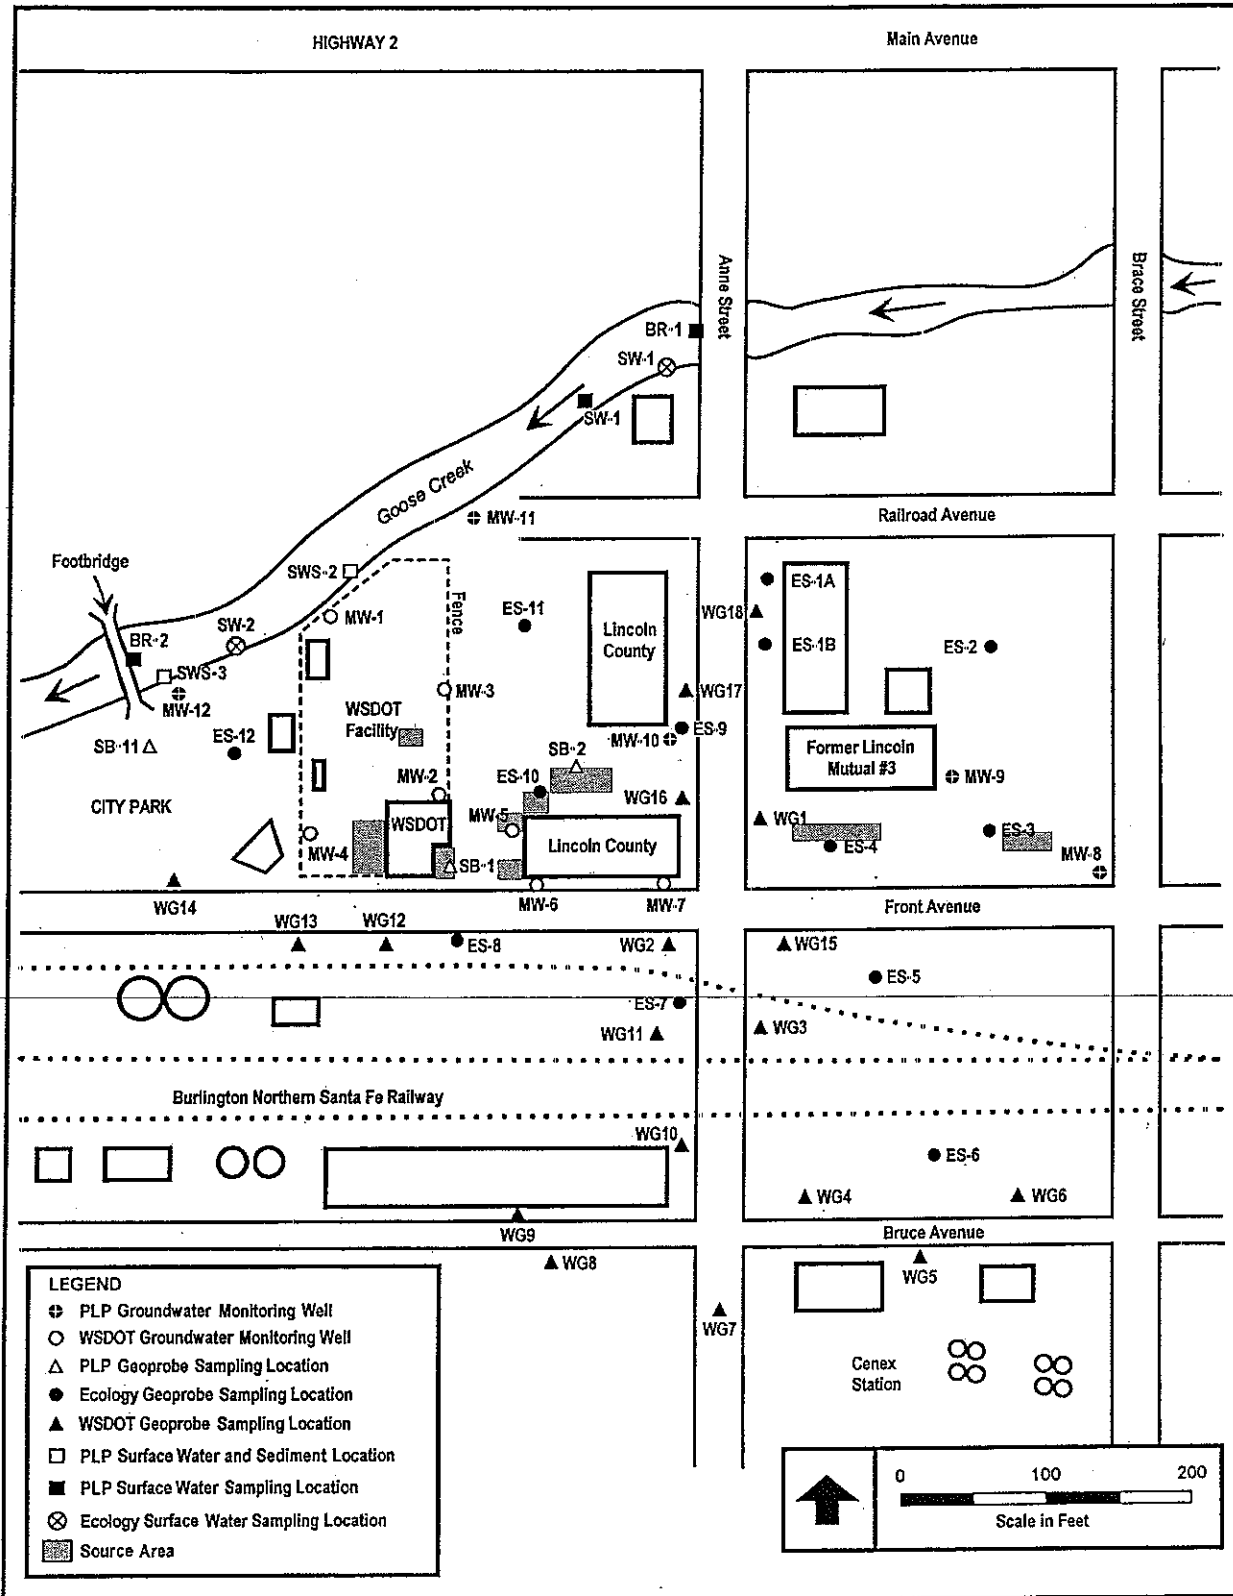 HIGHWAY 2
Main Avenue
Anne Street
Brace Street
BR-1
SW-1
SW-1
Goose Creek
MW-11
Railroad Avenue
Footbridge
SWS-2
Fence
ES-11
ES-1A
MW-1
WG18
SW-2
BR-2
Lincoln
County
ES-1B
ES-2
SWS-3
MW-3
WG17
MW-12
WSDOT
Facility
ES-9
ES-12
MW-10
SB-11
SB-2
Former Lincoln
Mutual #3
MW-2
ES-10
MW-9
CITY PARK
WG16
MW-5
WSDOT
WG1
ES-3
MW-4
Lincoln County
ES-4
SB-1
MW-8
WG14
MW-6
MW-7
Front Avenue
WG13
WG12
ES-8
WG2
WG15
ES-5
ES-7
WG11
WG3
Burlington Northern Santa Fe Railway
WG10
ES-6
WG4
WG6
WG9
Bruce Avenue
WG8
WG5
WG7
Cenex
Station
LEGEND
PLP Groundwater Monitoring Well
WSDOT Groundwater Monitoring Well
PLP Geoprobe Sampling Location
Ecology Geoprobe Sampling Location
WSDOT Geoprobe Sampling Location
PLP Surface Water and Sediment Location
PLP Surface Water Sampling Location
Ecology Surface Water Sampling Location
Source Area
0 100 200
Scale in Feet